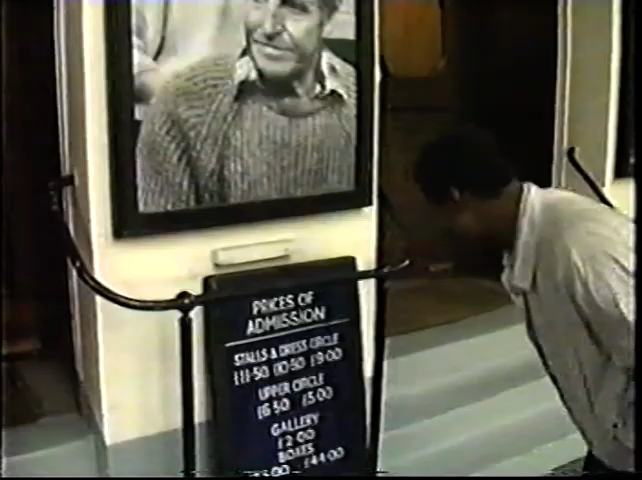 PRICES OF
ADMISSION
STALLS & DRESS CIRCLE
£11·50 £10·50 £9·00
UPPER CIRCLE
£6·50 £5·00
GALLERY
£2·00
BOXES
£44·00